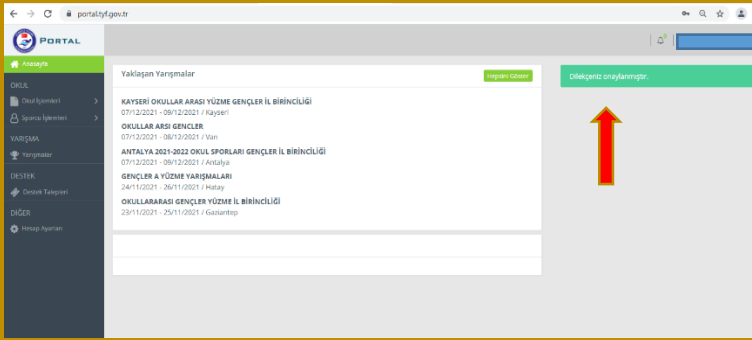 portal.tyf.gov.tr
PORTAL
Anasayfa
OKUL
Okul İşlemleri
Sporcu İşlemleri
YARIŞMA
Yarışmalar
DESTEK
Destek Talepleri
DİĞER
Hesap Ayarları
Yaklaşan Yarışmalar
Hepsini Göster
KAYSERİ OKULLAR ARASI YÜZME GENÇLER İL BİRİNCİLİĞİ
07/12/2021 - 09/12/2021 / Kayseri
OKULLAR ARSI GENCLER
07/12/2021 - 08/12/2021 / Van
ANTALYA 2021-2022 OKUL SPORLARI GENÇLER İL BİRİNCİLİĞİ
07/12/2021 - 09/12/2021 / Antalya
GENÇLER A YÜZME YARIŞMALARI
24/11/2021 - 26/11/2021 / Hatay
OKULLARARASI GENÇLER YÜZME İL BİRİNCİLİĞİ
23/11/2021 - 25/11/2021 / Gaziantep
Dilekçeniz onaylanmıştır.